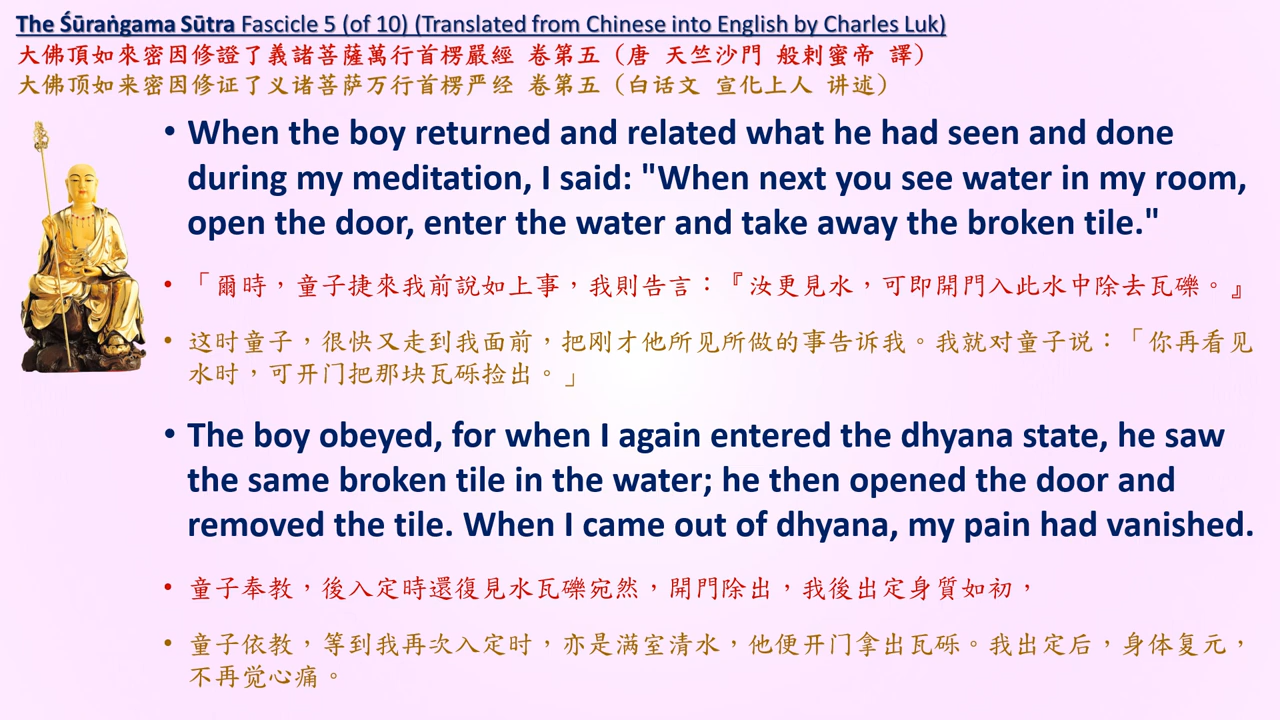 The Śūraṅgama Sūtra Fascicle 5 (of 10) (Translated from Chinese into English by Charles Luk)
大佛頂如來密因修證了義諸菩薩萬行首楞嚴經 卷第五（唐 天竺沙門 般剌蜜帝 譯）
大佛顶如来密因修证了义诸菩萨万行首楞严经 卷第五（白话文 宣化上人 讲述）
• When the boy returned and related what he had seen and done
during my meditation, I said: "When next you see water in my room,
open the door, enter the water and take away the broken tile."
• 「爾時，童子捷來我前說如上事，我則告言：『汝更見水，可即開門入此水中除去瓦礫。』
• 这时童子，很快又走到我面前，把刚才他所见所做的事告诉我。我就对童子说：「你再看见
水时，可开门把那块瓦砾捡出。」
• The boy obeyed, for when I again entered the dhyana state, he saw
the same broken tile in the water; he then opened the door and
removed the tile. When I came out of dhyana, my pain had vanished.
• 童子奉教，後入定時還復見水瓦礫宛然，開門除出，我後出定身質如初，
• 童子依教，等到我再次入定时，亦是满室清水，他便开门拿出瓦砾。我出定后，身体复元，
不再觉心痛。